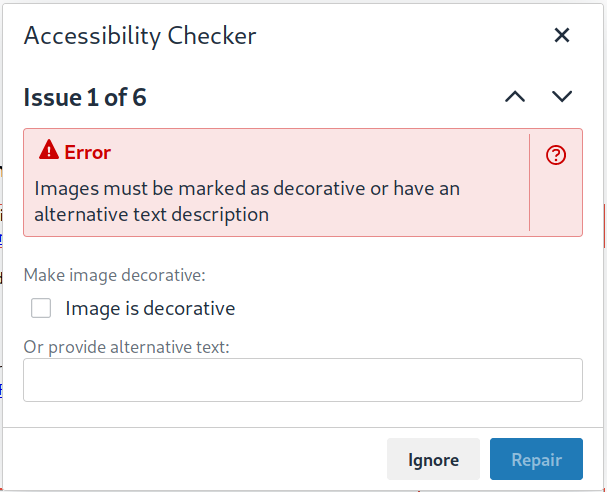 Accessibility Checker
Issue 1 of 6
Error
Images must be marked as decorative or have an
alternative text description
Make image decorative:
Image is decorative
Or provide alternative text:
Ignore
Repair